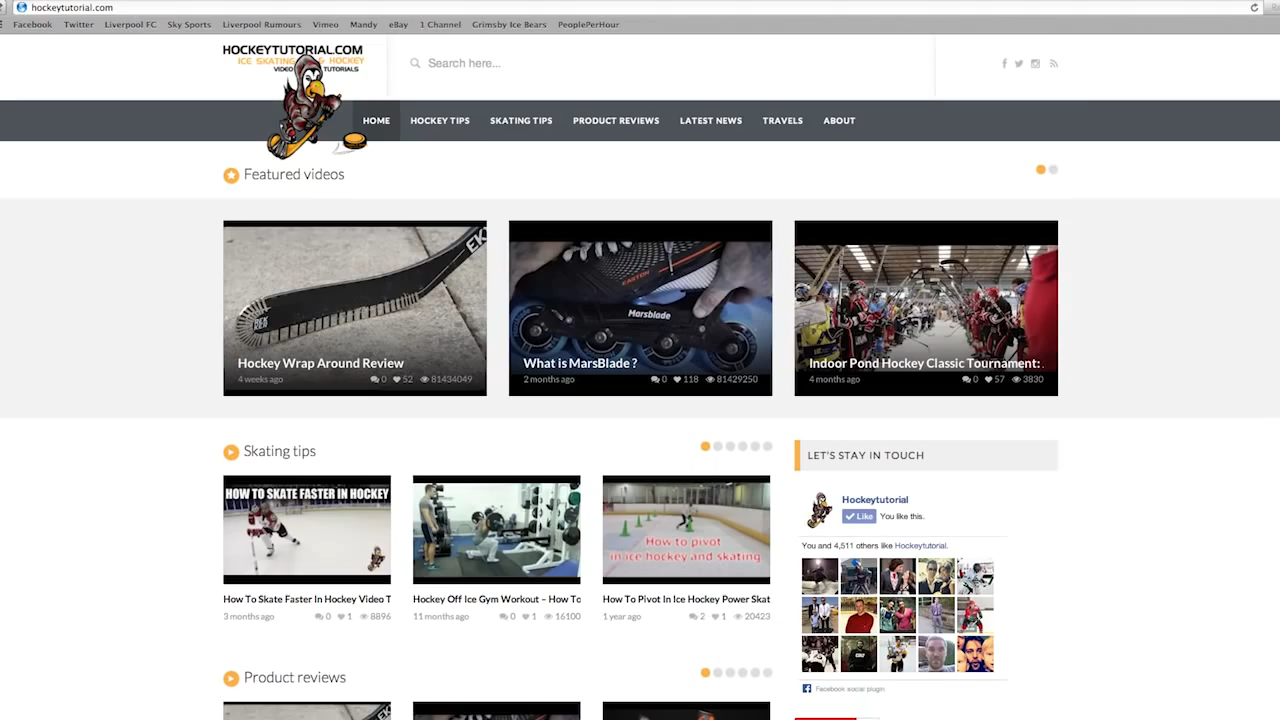 hockeytutorial.com
Facebook Twitter Liverpool FC Sky Sports Liverpool Rumours Vimeo Mandy eBay 1 Channel Grimsby Ice Bears PeoplePerHour
HOCKEYTUTORIAL.COM
ICE SKATING & HOCKEY
VIDEO TUTORIALS
Search here...
HOME HOCKEY TIPS SKATING TIPS PRODUCT REVIEWS LATEST NEWS TRAVELS ABOUT
Featured videos
Hockey Wrap Around Review
4 weeks ago 0 52 81434049
EASTON
Marsblade
What is MarsBlade ?
2 months ago 0 118 81429250
Indoor Pond Hockey Classic Tournament:
4 months ago 0 57 3830
Skating tips
HOW TO SKATE FASTER IN HOCKEY
How To Skate Faster In Hockey Video T
3 months ago 0 1 8896
Hockey Off Ice Gym Workout – How To
11 months ago 0 1 16100
How to pivot
in ice hockey and skating
How To Pivot In Ice Hockey Power Skat
1 year ago 2 1 20423
LET'S STAY IN TOUCH
Hockeytutorial
Like You like this.
You and 4,511 others like Hockeytutorial.
Facebook social plugin
Product reviews